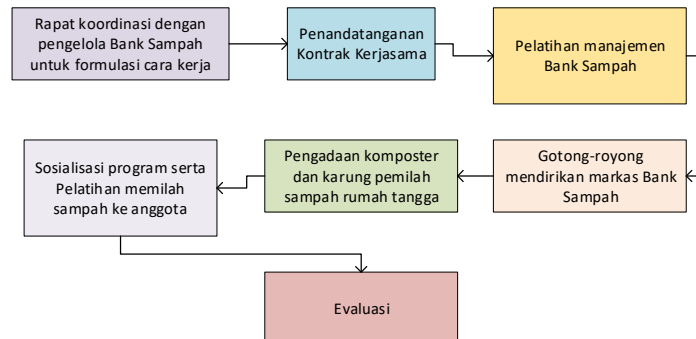 Rapat koordinasi dengan
pengelola Bank Sampah
untuk formulasi cara kerja
Penandatanganan
Kontrak Kerjasama
Pelatihan manajemen
Bank Sampah
Gotong-royong
mendirikan markas Bank
Sampah
Pengadaan komposter
dan karung pemilah
sampah rumah tangga
Sosialisasi program serta
Pelatihan memilah
sampah ke anggota
Evaluasi